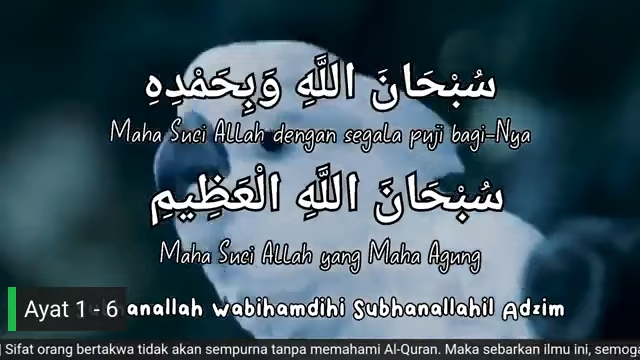 سُبْحَانَ اللَّهِ وَبِحَمْدِهِ
Maha Suci Allah dengan segala puji bagi-Nya
سُبْحَانَ اللَّهِ الْعَظِيمِ
Maha Suci Allah yang Maha Agung
Subhanallah wabihamdihi Subhanallahil Adzim
Ayat 1 - 6
Sifat orang bertakwa tidak akan sempurna tanpa memahami Al-Quran. Maka sebarkan ilmu ini,